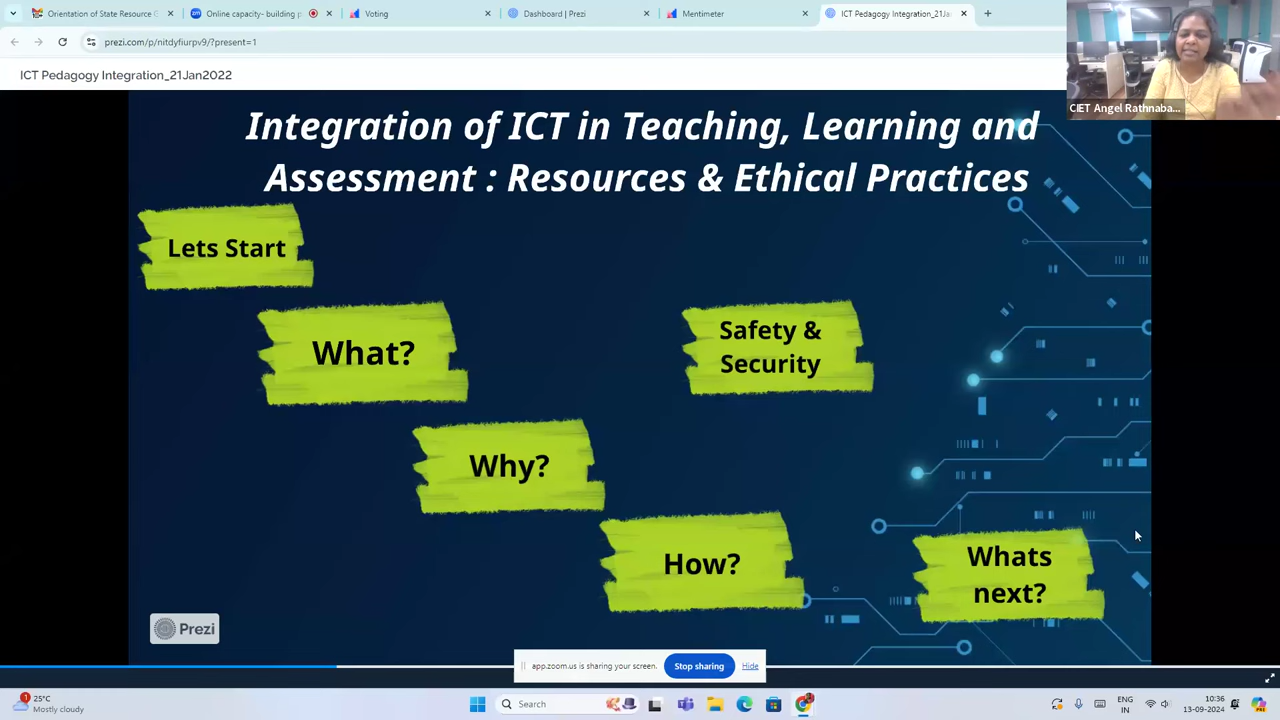 Orientation of State Resource G
Online capacity- building p
Voting
Dashboard | Prezi
Mentimeter
ICT Pedagogy Integration_21Ja
prezi.com/p/nitdyfiurpv9/?present=1
ICT Pedagogy Integration_21Jan2022
CIET Angel Rathnaba...
Integration of ICT in Teaching, Learning and
Assessment : Resources & Ethical Practices
Lets Start
What?
Safety &
Security
Why?
How?
Whats
next?
Prezi
app.zoom.us is sharing your screen.
Stop sharing
Hide
1
25°C
Mostly cloudy
Search
ENG
IN
10:36
13-09-2024